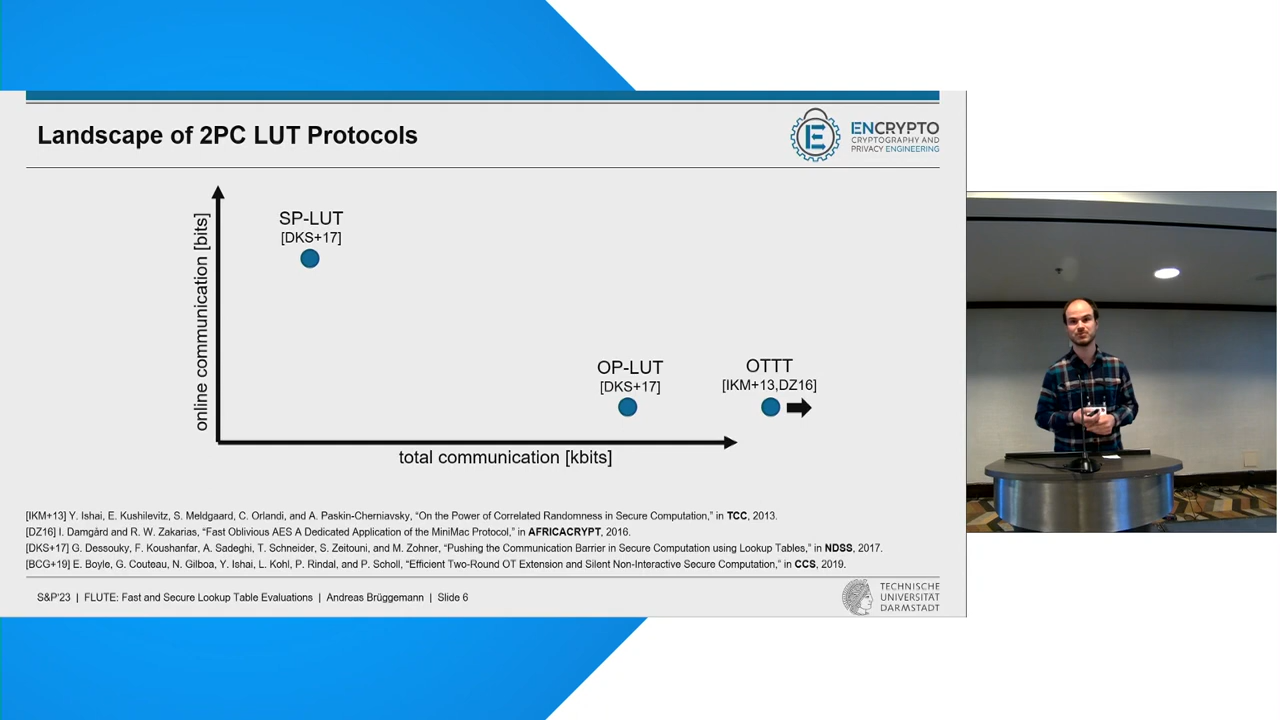 Landscape of 2PC LUT Protocols
ENCRYPTO
CRYPTOGRAPHY AND
PRIVACY ENGINEERING
online communication [bits]
SP-LUT
[DKS+17]
OP-LUT
[DKS+17]
OTTT
[IKM+13,DZ16]
total communication [kbits]
[IKM+13] Y. Ishai, E. Kushilevitz, S. Meldgaard, C. Orlandi, and A. Paskin-Cherniavsky, “On the Power of Correlated Randomness in Secure Computation,” in TCC, 2013.
[DZ16] I. Damgård and R. W. Zakarias, “Fast Oblivious AES A Dedicated Application of the MiniMac Protocol,” in AFRICACRYPT, 2016.
[DKS+17] G. Dessouky, F. Koushanfar, A. Sadeghi, T. Schneider, S. Zeitouni, and M. Zohner, “Pushing the Communication Barrier in Secure Computation using Lookup Tables,” in NDSS, 2017.
[BCG+19] E. Boyle, G. Couteau, N. Gilboa, Y. Ishai, L. Kohl, P. Rindal, and P. Scholl, “Efficient Two-Round OT Extension and Silent Non-Interactive Secure Computation,” in CCS, 2019.
S&P'23 | FLUTE: Fast and Secure Lookup Table Evaluations | Andreas Brüggemann | Slide 6
TECHNISCHE
UNIVERSITÄT
DARMSTADT